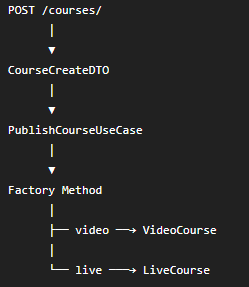 POST /courses/
CourseCreateDTO
PublishCourseUseCase
Factory Method
video ──→ VideoCourse
live ───→ LiveCourse